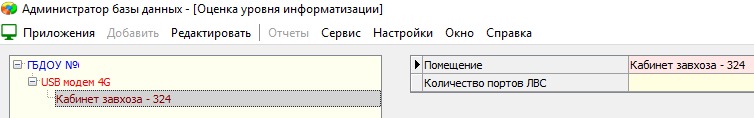 Администратор базы данных - [Оценка уровня информатизации]
Приложения Добавить Редактировать Отчеты Сервис Настройки Окно Справка
ГБДОУ №
USB модем 4G
Кабинет завхоза - 324
Помещение Кабинет завхоза - 324
Количество портов ЛВС